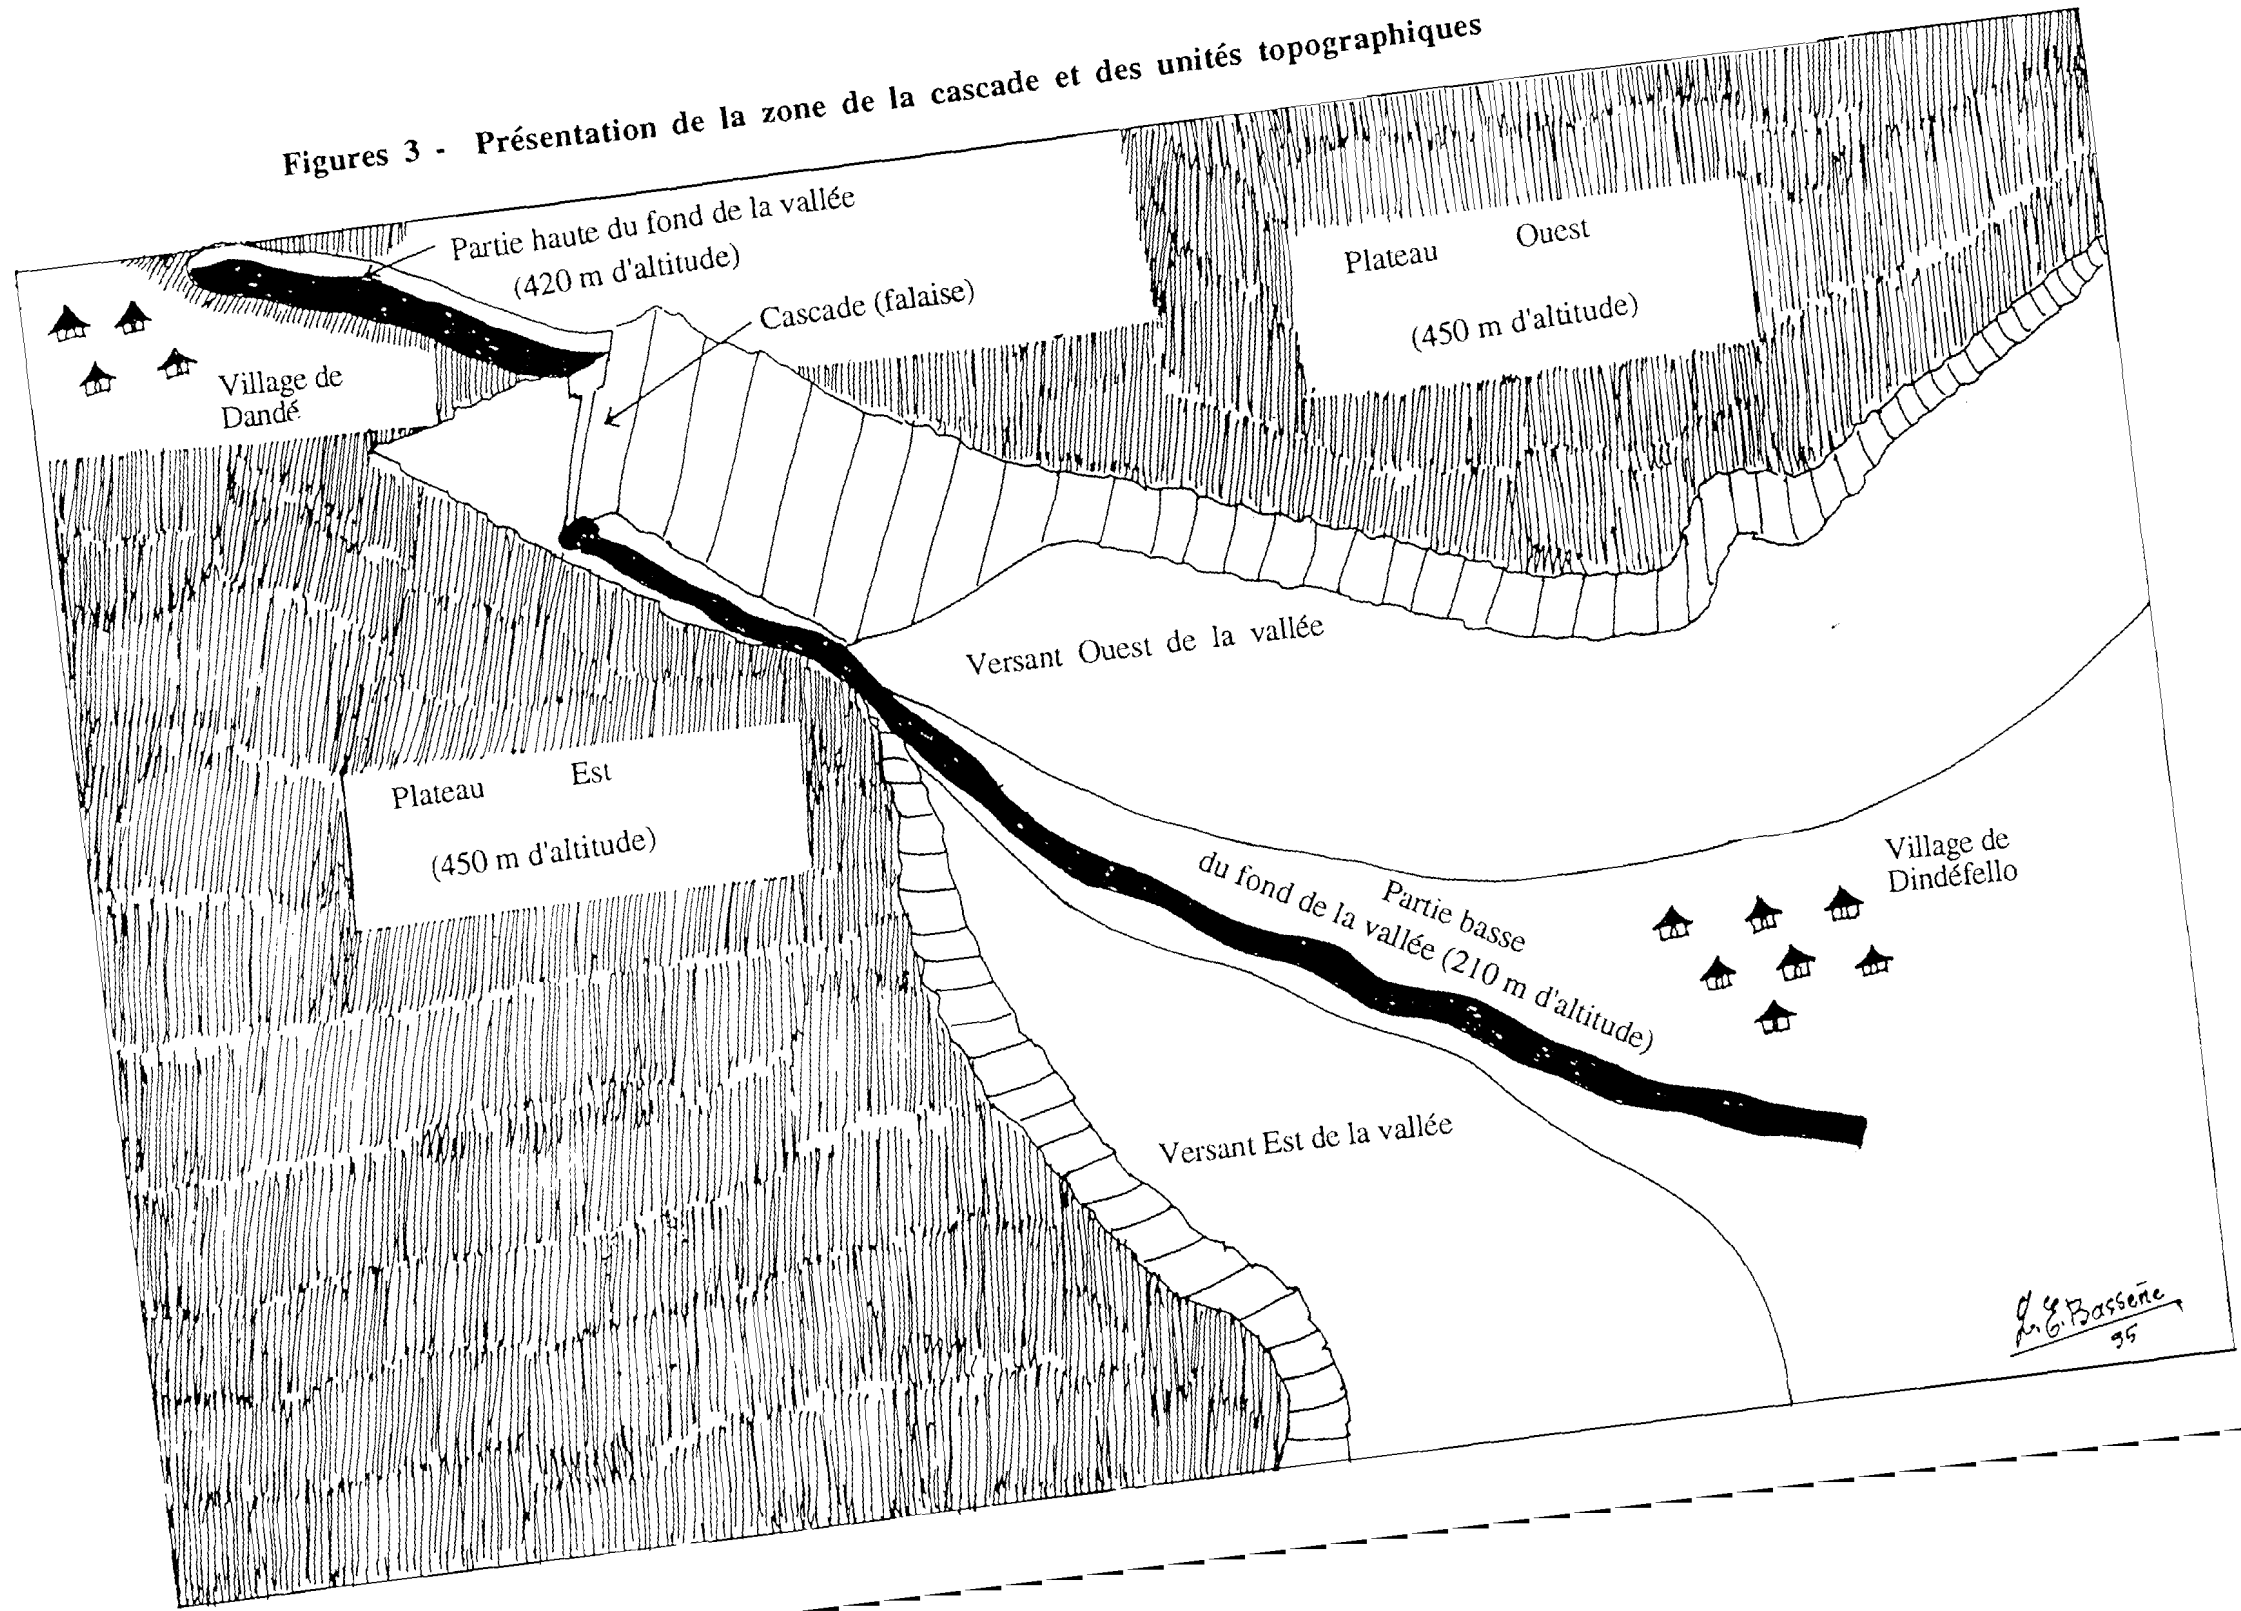 Figures 3 - Présentation de la zone de la cascade et des unités topographiques
Partie haute du fond de la vallée
(420 m d'altitude)
Cascade (falaise)
Plateau Ouest
(450 m d'altitude)
Village de
Dandé
Versant Ouest de la vallée
Plateau Est
(450 m d'altitude)
Partie basse
du fond de la vallée (210 m d'altitude)
Village de
Dindéfello
Versant Est de la vallée
L.E. Bassène
95